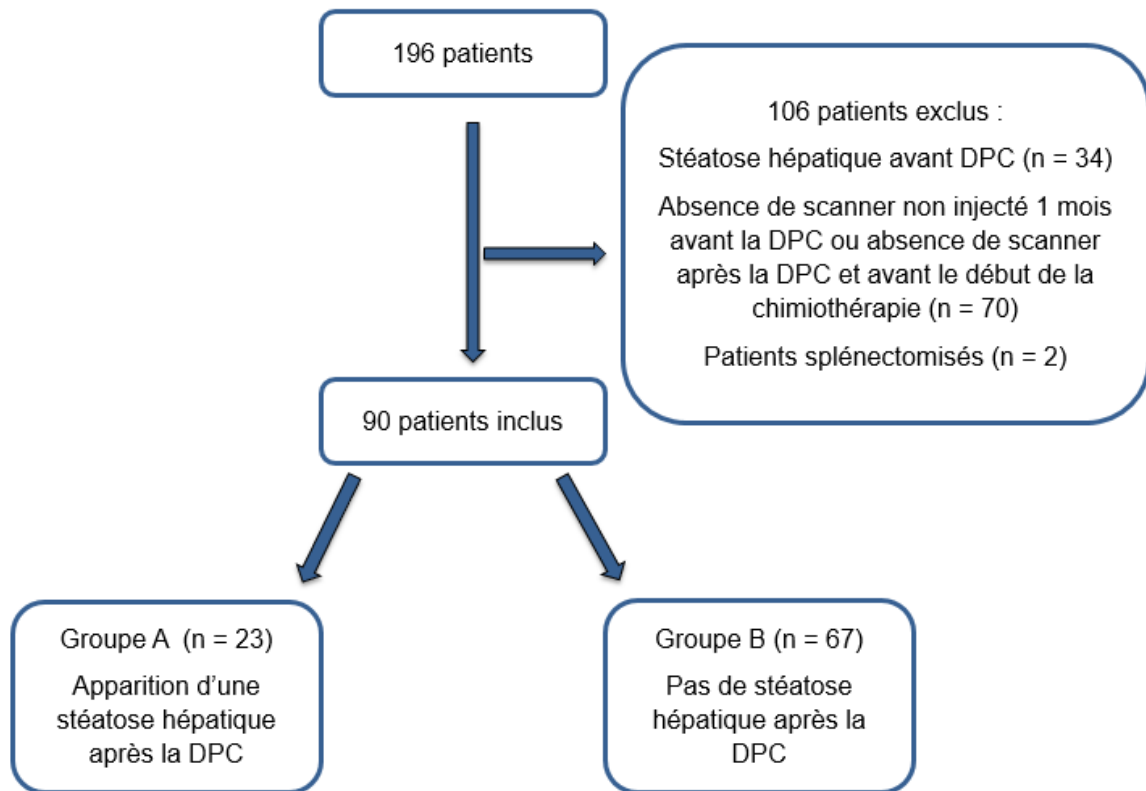 196 patients
106 patients exclus :
Stéatose hépatique avant DPC (n = 34)
Absence de scanner non injecté 1 mois
avant la DPC ou absence de scanner
après la DPC et avant le début de la
chimiothérapie (n = 70)
Patients splénectomisés (n = 2)
90 patients inclus
Groupe A  (n = 23)
Apparition d’une
stéatose hépatique
après la DPC
Groupe B (n = 67)
Pas de stéatose
hépatique après la
DPC